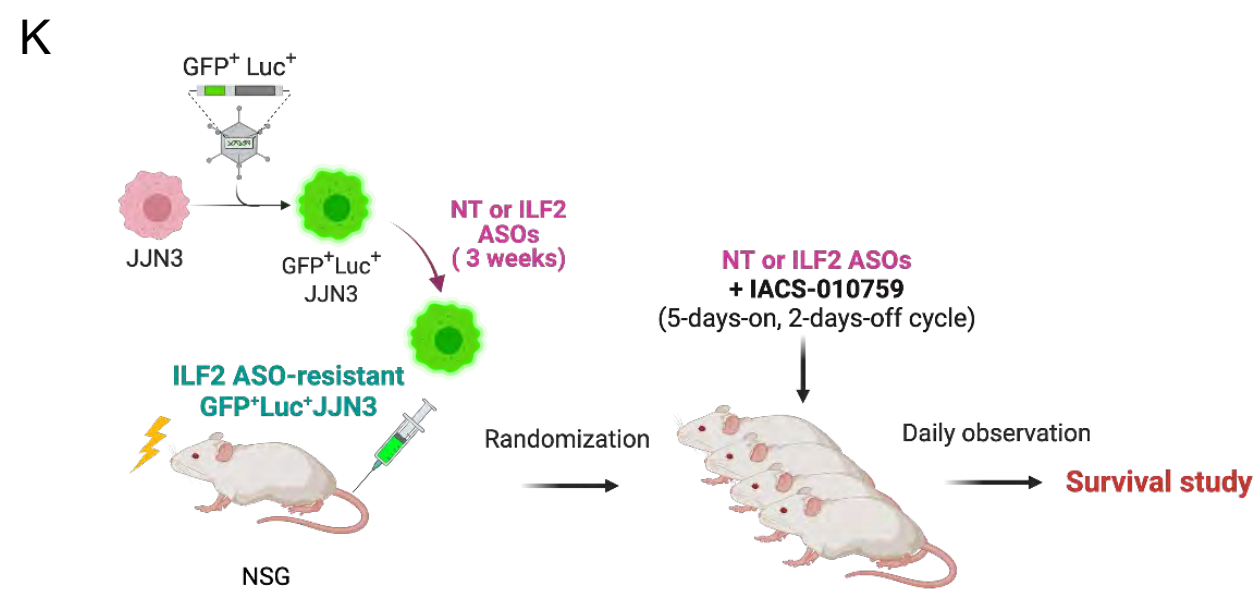 K
GFP⁺ Luc⁺
JJN3
GFP⁺Luc⁺
JJN3
NT or ILF2
ASOs
( 3 weeks)
ILF2 ASO-resistant
GFP⁺Luc⁺JJN3
NSG
Randomization
NT or ILF2 ASOs
+ IACS-010759
(5-days-on, 2-days-off cycle)
Daily observation
Survival study